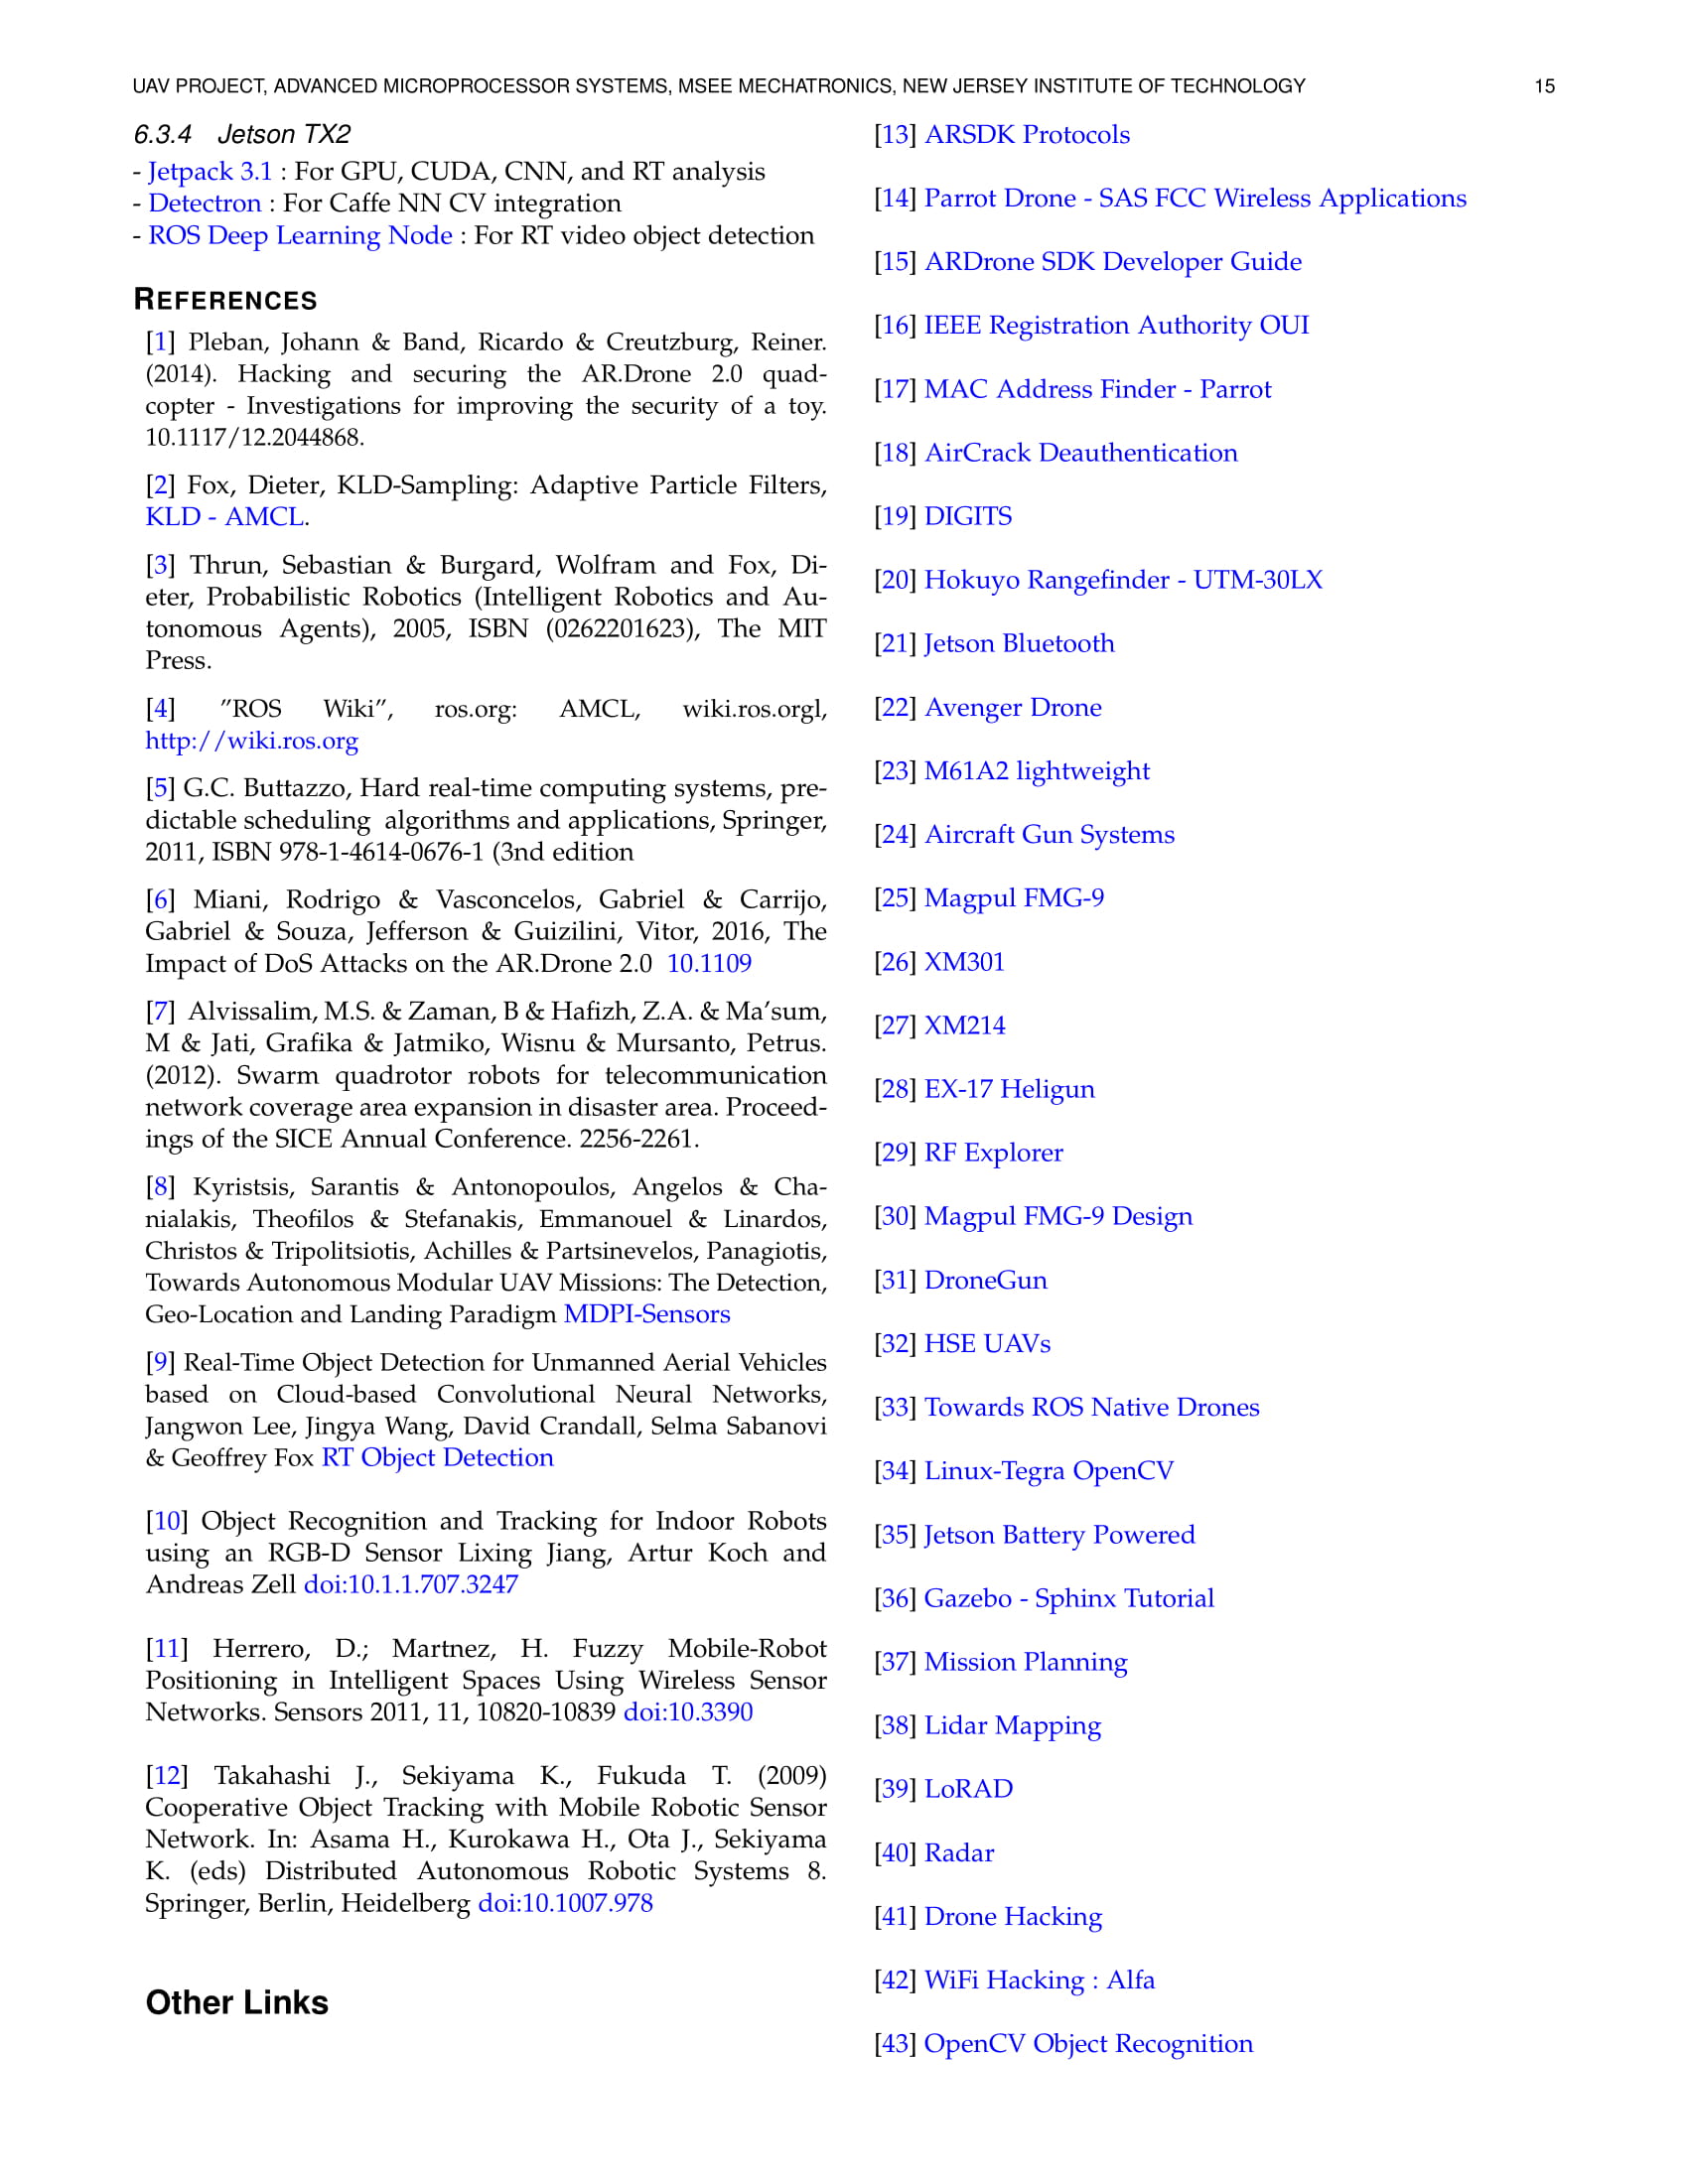 UAV PROJECT, ADVANCED MICROPROCESSOR SYSTEMS, MSEE MECHATRONICS, NEW JERSEY INSTITUTE OF TECHNOLOGY 15
6.3.4 Jetson TX2
- Jetpack 3.1 : For GPU, CUDA, CNN, and RT analysis
- Detectron : For Caffe NN CV integration
- ROS Deep Learning Node : For RT video object detection
REFERENCES
[1] Pleban, Johann & Band, Ricardo & Creutzburg, Reiner.
(2014). Hacking and securing the AR.Drone 2.0 quad-
copter - Investigations for improving the security of a toy.
10.1117/12.2044868.
[2] Fox, Dieter, KLD-Sampling: Adaptive Particle Filters,
KLD - AMCL.
[3] Thrun, Sebastian & Burgard, Wolfram and Fox, Di-
eter, Probabilistic Robotics (Intelligent Robotics and Au-
tonomous Agents), 2005, ISBN (0262201623), The MIT
Press.
[4] ”ROS Wiki”, ros.org: AMCL, wiki.ros.orgl,
http://wiki.ros.org
[5] G.C. Buttazzo, Hard real-time computing systems, pre-
dictable scheduling algorithms and applications, Springer,
2011, ISBN 978-1-4614-0676-1 (3nd edition
[6] Miani, Rodrigo & Vasconcelos, Gabriel & Carrijo,
Gabriel & Souza, Jefferson & Guizilini, Vitor, 2016, The
Impact of DoS Attacks on the AR.Drone 2.0 10.1109
[7] Alvissalim, M.S. & Zaman, B & Hafizh, Z.A. & Ma’sum,
M & Jati, Grafika & Jatmiko, Wisnu & Mursanto, Petrus.
(2012). Swarm quadrotor robots for telecommunication
network coverage area expansion in disaster area. Proceed-
ings of the SICE Annual Conference. 2256-2261.
[8] Kyristsis, Sarantis & Antonopoulos, Angelos & Cha-
nialakis, Theofilos & Stefanakis, Emmanouel & Linardos,
Christos & Tripolitsiotis, Achilles & Partsinevelos, Panagiotis,
Towards Autonomous Modular UAV Missions: The Detection,
Geo-Location and Landing Paradigm MDPI-Sensors
[9] Real-Time Object Detection for Unmanned Aerial Vehicles
based on Cloud-based Convolutional Neural Networks,
Jangwon Lee, Jingya Wang, David Crandall, Selma Sabanovi
& Geoffrey Fox RT Object Detection
[10] Object Recognition and Tracking for Indoor Robots
using an RGB-D Sensor Lixing Jiang, Artur Koch and
Andreas Zell doi:10.1.1.707.3247
[11] Herrero, D.; Martnez, H. Fuzzy Mobile-Robot
Positioning in Intelligent Spaces Using Wireless Sensor
Networks. Sensors 2011, 11, 10820-10839 doi:10.3390
[12] Takahashi J., Sekiyama K., Fukuda T. (2009)
Cooperative Object Tracking with Mobile Robotic Sensor
Network. In: Asama H., Kurokawa H., Ota J., Sekiyama
K. (eds) Distributed Autonomous Robotic Systems 8.
Springer, Berlin, Heidelberg doi:10.1007.978
Other Links
[13] ARSDK Protocols
[14] Parrot Drone - SAS FCC Wireless Applications
[15] ARDrone SDK Developer Guide
[16] IEEE Registration Authority OUI
[17] MAC Address Finder - Parrot
[18] AirCrack Deauthentication
[19] DIGITS
[20] Hokuyo Rangefinder - UTM-30LX
[21] Jetson Bluetooth
[22] Avenger Drone
[23] M61A2 lightweight
[24] Aircraft Gun Systems
[25] Magpul FMG-9
[26] XM301
[27] XM214
[28] EX-17 Heligun
[29] RF Explorer
[30] Magpul FMG-9 Design
[31] DroneGun
[32] HSE UAVs
[33] Towards ROS Native Drones
[34] Linux-Tegra OpenCV
[35] Jetson Battery Powered
[36] Gazebo - Sphinx Tutorial
[37] Mission Planning
[38] Lidar Mapping
[39] LoRAD
[40] Radar
[41] Drone Hacking
[42] WiFi Hacking : Alfa
[43] OpenCV Object Recognition